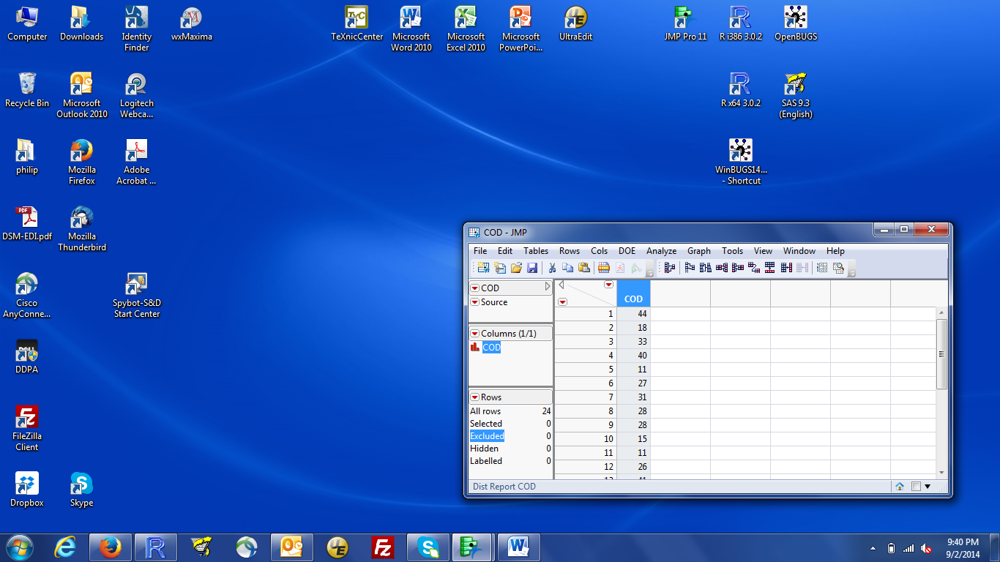 Computer
Downloads
Identity
Finder
wxMaxima
TeXnicCenter
Microsoft
Word 2010
Microsoft
Excel 2010
Microsoft
PowerPoi...
UltraEdit
JMP Pro 11
R i386 3.0.2
OpenBUGS
Recycle Bin
Microsoft
Outlook 2010
Logitech
Webca...
R x64 3.0.2
SAS 9.3
(English)
philip
Mozilla
Firefox
Adobe
Acrobat ...
WinBUGS14...
- Shortcut
DSM-EDI.pdf
Mozilla
Thunderbird
Cisco
AnyConne...
Spybot-S&D
Start Center
DDPA
FileZilla
Client
Dropbox
Skype
COD - JMP
File Edit Tables Rows Cols DOE Analyze Graph Tools View Window Help
COD
Source
Columns (1/1)
COD
Rows
All rows 24
Selected 0
Excluded 0
Hidden 0
Labelled 0
COD
1 44
2 18
3 33
4 40
5 11
6 27
7 31
8 28
9 28
10 15
11 11
12 26
Dist Report COD
9:40 PM
9/2/2014